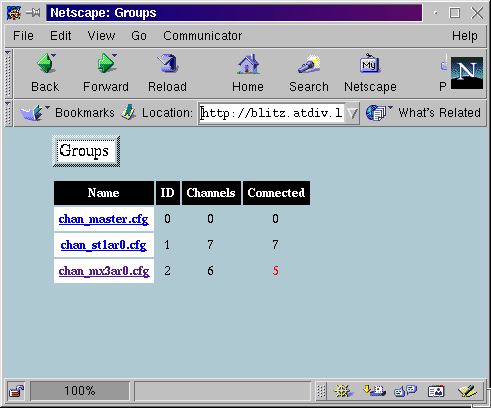 Netscape: Groups
File Edit View Go Communicator Help
Back Forward Reload Home Search Netscape P
My
N
Bookmarks Location: http://blitz.atdiv.l What's Related
Groups
Name ID Channels Connected
chan_master.cfg 0 0 0
chan_st1ar0.cfg 1 7 7
chan_mx3ar0.cfg 2 6 5
100%